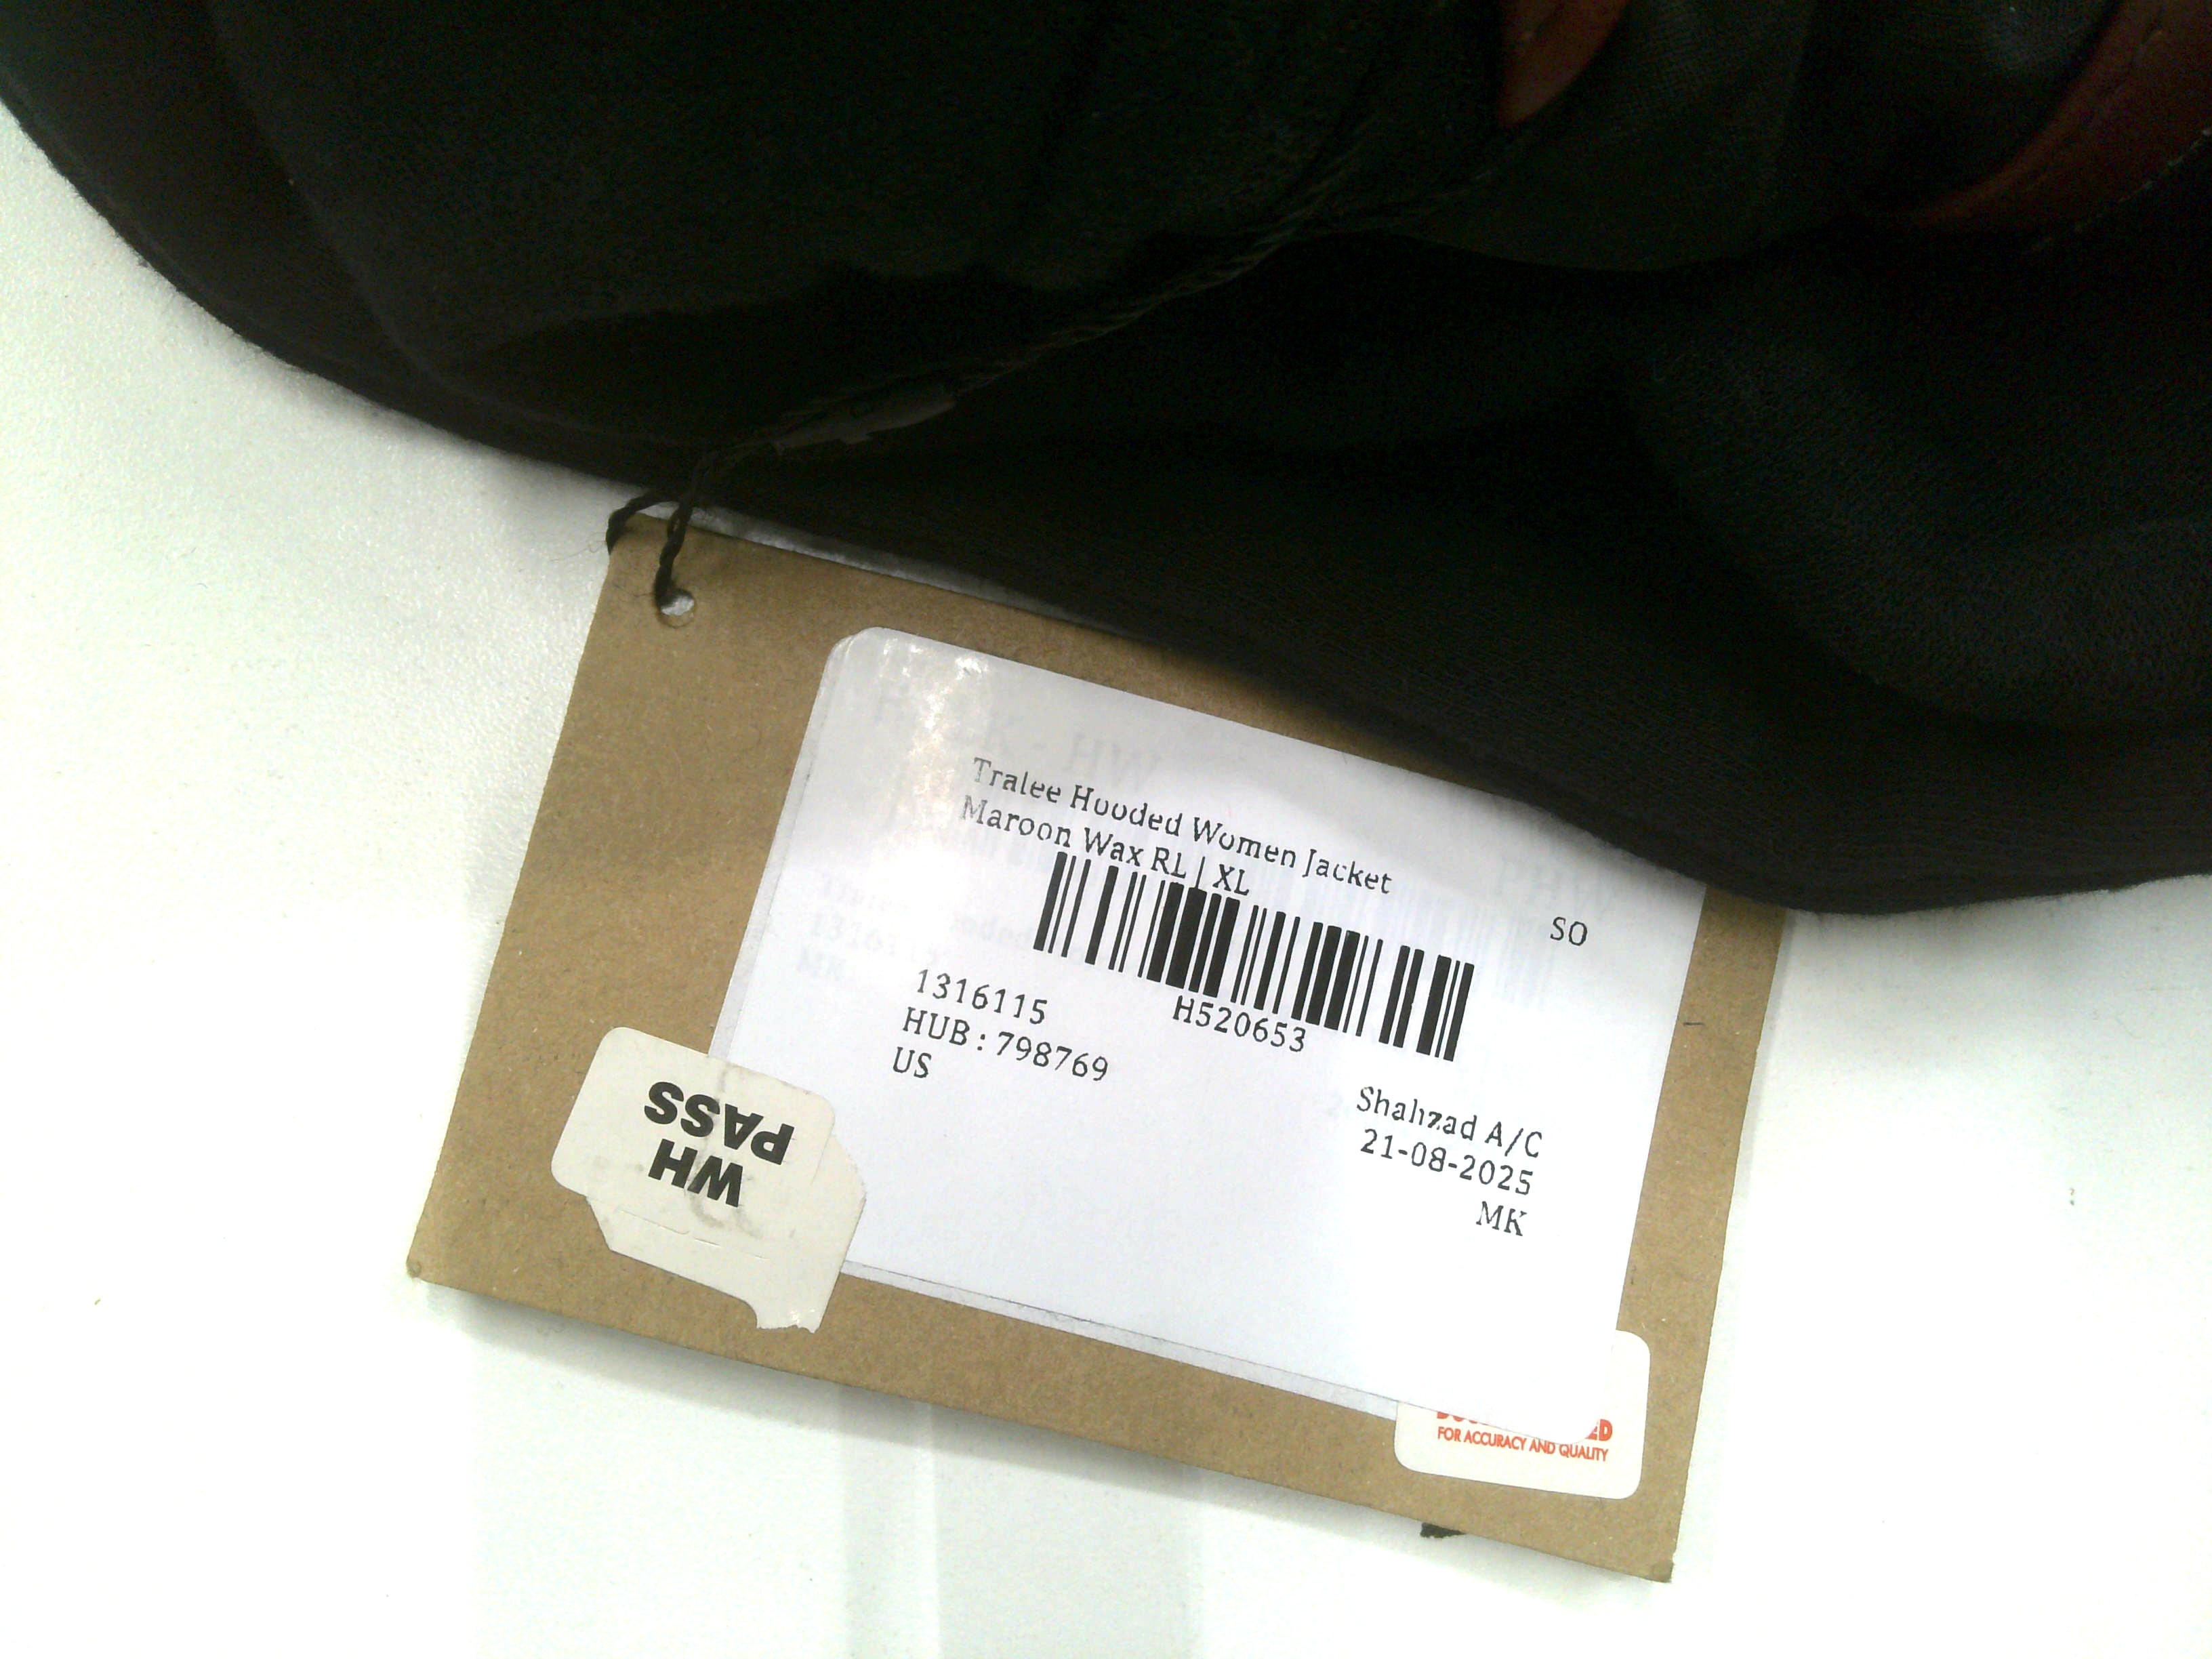 Tralee Hooded Women Jacket
Maroon Wax RL | XL
SO
H520653
1316115
HUB : 798769
US
Shahzad A/C
21-08-2025
MK
WH
PASS
FOR ACCURACY AND QUALITY